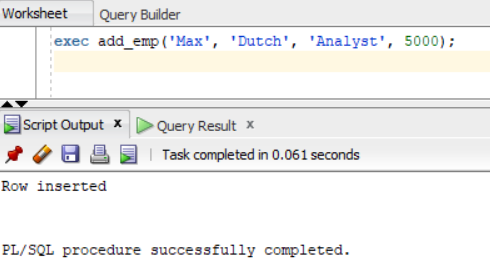 Worksheet Query Builder
exec add_emp('Max', 'Dutch', 'Analyst', 5000);
Script Output x Query Result x
Task completed in 0.061 seconds
Row inserted
PL/SQL procedure successfully completed.